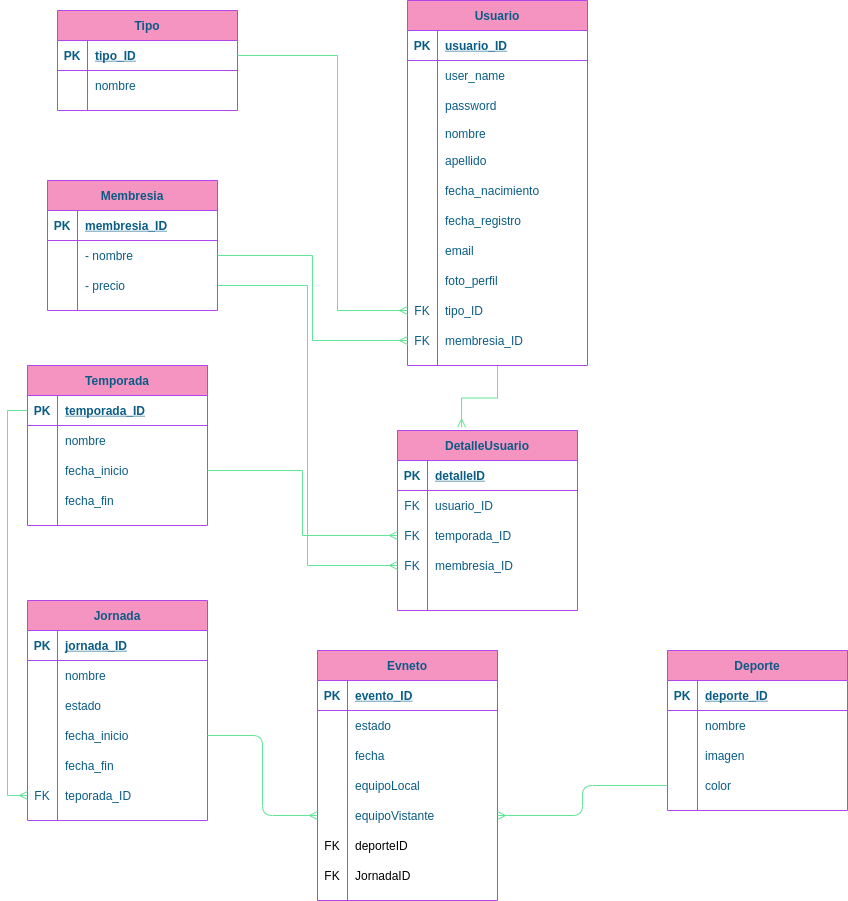 Tipo
PK tipo_ID
nombre
Usuario
PK usuario_ID
user_name
password
nombre
apellido
fecha_nacimiento
fecha_registro
email
foto_perfil
FK tipo_ID
FK membresia_ID
Membresia
PK membresia_ID
- nombre
- precio
Temporada
PK temporada_ID
nombre
fecha_inicio
fecha_fin
DetalleUsuario
PK detalleID
FK usuario_ID
FK temporada_ID
FK membresia_ID
Jornada
PK jornada_ID
nombre
estado
fecha_inicio
fecha_fin
FK teporada_ID
Evneto
PK evento_ID
estado
fecha
equipoLocal
equipoVistante
FK deporteID
FK JornadaID
Deporte
PK deporte_ID
nombre
imagen
color